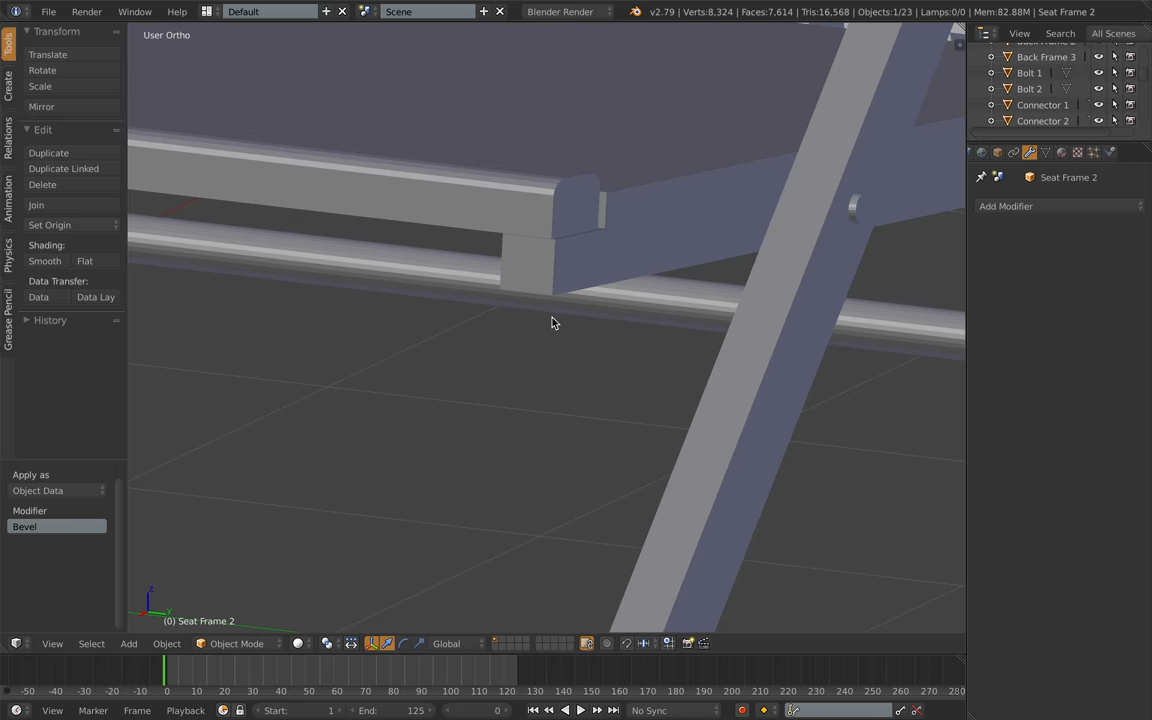 File Render Window Help Default Scene Blender Render v2.79 | Verts:8,324 | Faces:7,614 | Tris:16,568 | Objects:1/23 | Lamps:0/0 | Mem:82.88M | Seat Frame 2
Transform
User Ortho
View Search All Scenes
Tools
Create
Relations
Animation
Physics
Grease Pencil
Translate
Rotate
Scale
Mirror
Edit
Duplicate
Duplicate Linked
Delete
Join
Set Origin
Shading:
Smooth Flat
Data Transfer:
Data Data Lay
History
Back Frame 3
Bolt 1
Bolt 2
Connector 1
Connector 2
Seat Frame 2
Add Modifier
Apply as
Object Data
Modifier
Bevel
z
y
(0) Seat Frame 2
View Select Add Object Object Mode Global
-50 -40 -30 -20 -10 0 10 20 30 40 50 60 70 80 90 100 110 120 130 140 150 160 170 180 190 200 210 220 230 240 250 260 270 280
View Marker Frame Playback Start: 1 End: 125 0 No Sync